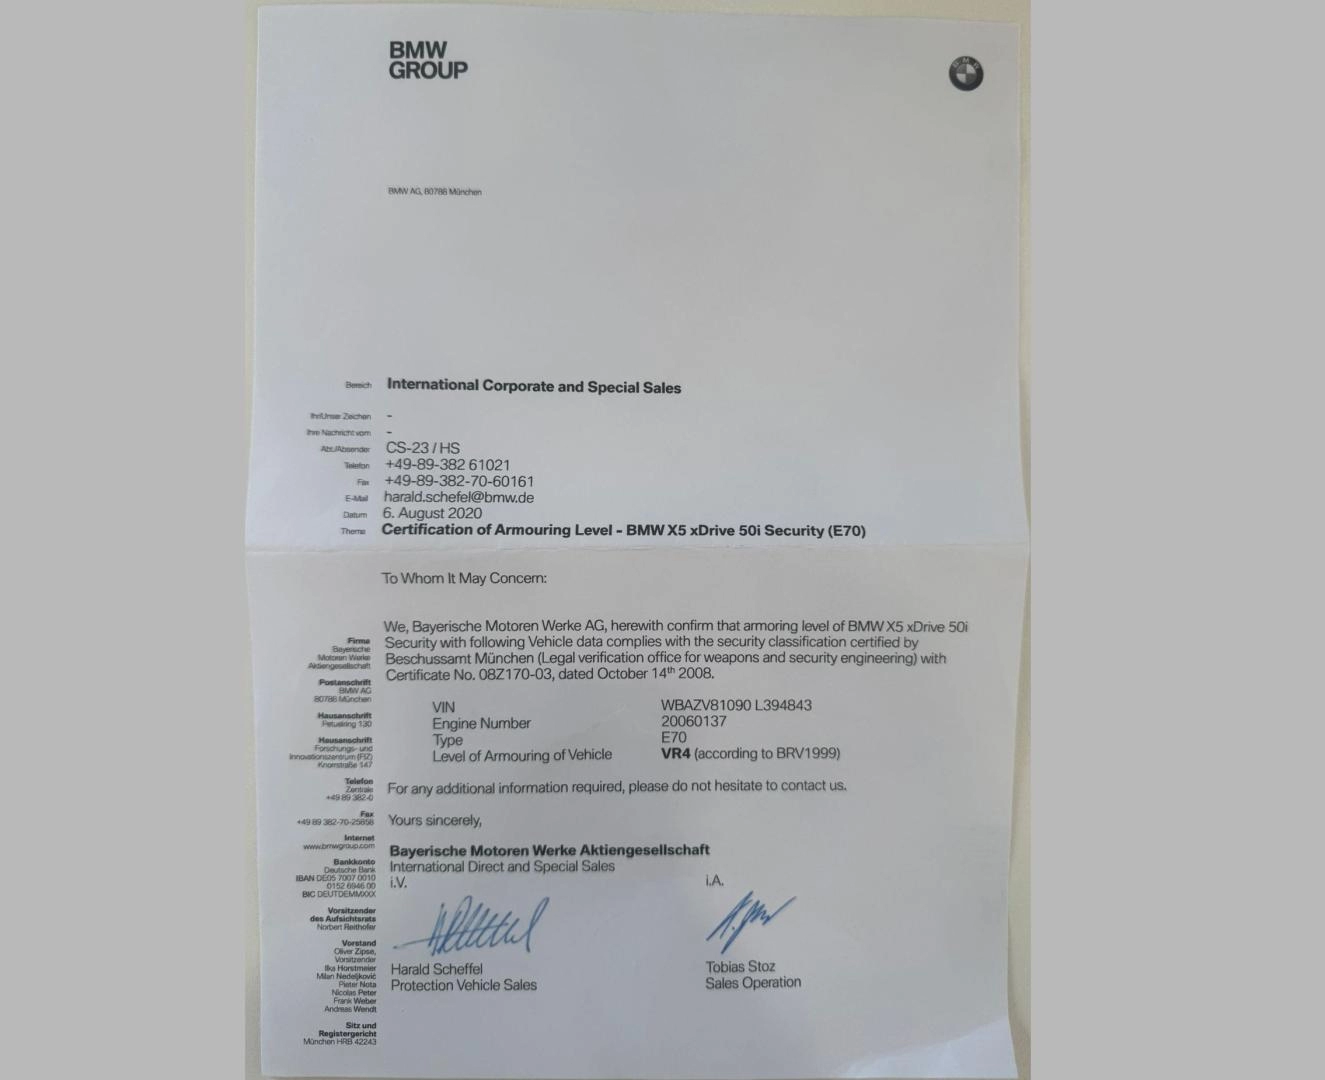 BMW
GROUP
BMW AG, 80788 München
Bereich International Corporate and Special Sales
Ihr/Unser Zeichen -
Ihre Nachricht vom -
Abt./Absender CS-23 / HS
Telefon +49-89-382 61021
Fax +49-89-382-70-60161
E-Mail harald.schefel@bmw.de
Datum 6. August 2020
Thema Certification of Armouring Level - BMW X5 xDrive 50i Security (E70)
To Whom It May Concern:
We, Bayerische Motoren Werke AG, herewith confirm that armoring level of BMW X5 xDrive 50i
Security with following Vehicle data complies with the security classification certified by
Beschussamt München (Legal verification office for weapons and security engineering) with
Certificate No. 08Z170-03, dated October 14th 2008.
VIN WBAZV81090 L394843
Engine Number 20060137
Type E70
Level of Armouring of Vehicle VR4 (according to BRV1999)
For any additional information required, please do not hesitate to contact us.
Yours sincerely,
Bayerische Motoren Werke Aktiengesellschaft
International Direct and Special Sales
i.V. i.A.
Harald Scheffel Tobias Stoz
Protection Vehicle Sales Sales Operation
Firma
Bayerische
Motoren Werke
Aktiengesellschaft
Postanschrift
BMW AG
80788 München
Hausanschrift
Petuelring 130
Hausanschrift
Forschungs- und
Innovationszentrum (FIZ)
Knorrstraße 147
Telefon
Zentrale
+49 89 382-0
Fax
+49 89 382-70-25858
Internet
www.bmwgroup.com
Bankkonto
Deutsche Bank
IBAN DE05 7007 0010
0152 6946 00
BIC DEUTDEMMXXX
Vorsitzender
des Aufsichtsrats
Norbert Reithofer
Vorstand
Oliver Zipse,
Vorsitzender
Ilka Horstmeier
Milan Nedeljković
Pieter Nota
Nicolas Peter
Frank Weber
Andreas Wendt
Sitz und
Registergericht
München HRB 42243